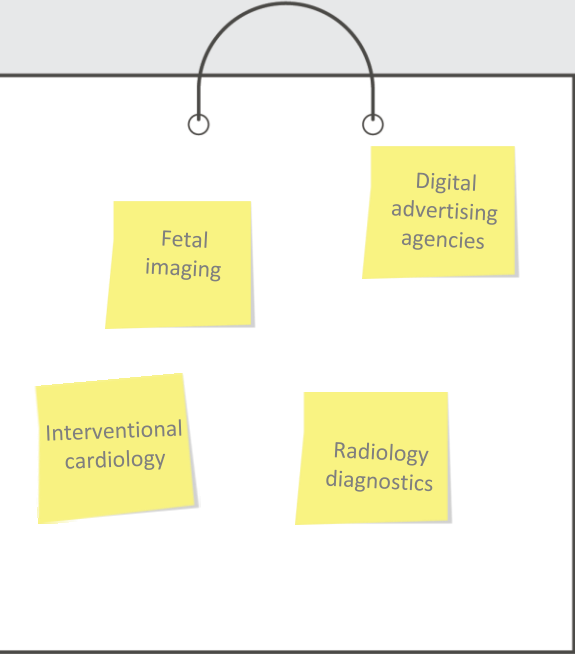 Digital
advertising
agencies
Fetal
imaging
Interventional
cardiology
Radiology
diagnostics